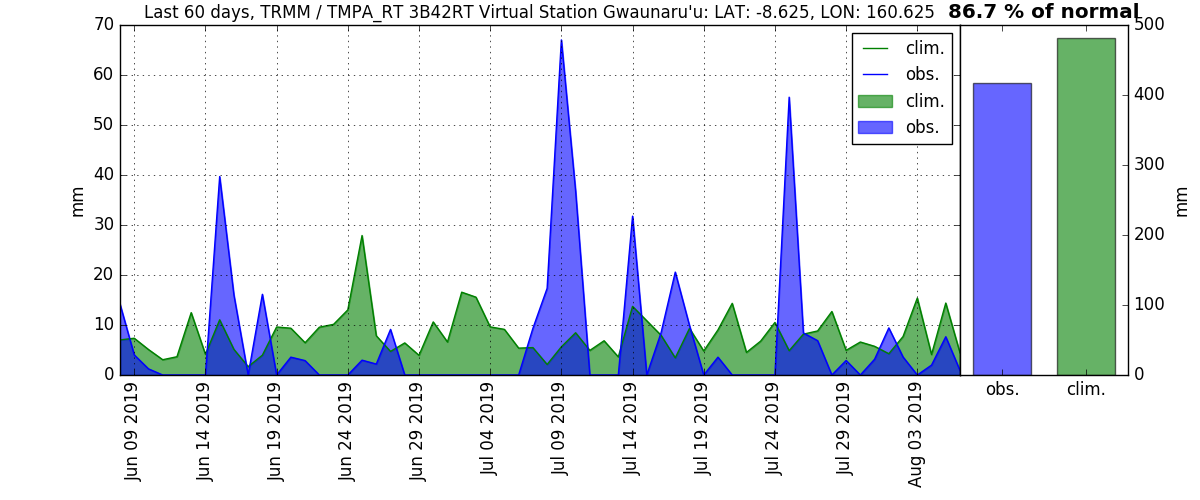 Last 60 days, TRMM / TMPA_RT 3B42RT Virtual Station Gwaunaru'u: LAT: -8.625, LON: 160.625 86.7 % of normal
70
60
50
40
30
20
10
0
mm
clim.
obs.
clim.
obs.
Jun 09 2019
Jun 14 2019
Jun 19 2019
Jun 24 2019
Jun 29 2019
Jul 04 2019
Jul 09 2019
Jul 14 2019
Jul 19 2019
Jul 24 2019
Jul 29 2019
Aug 03 2019
500
400
300
200
100
0
mm
obs. clim.